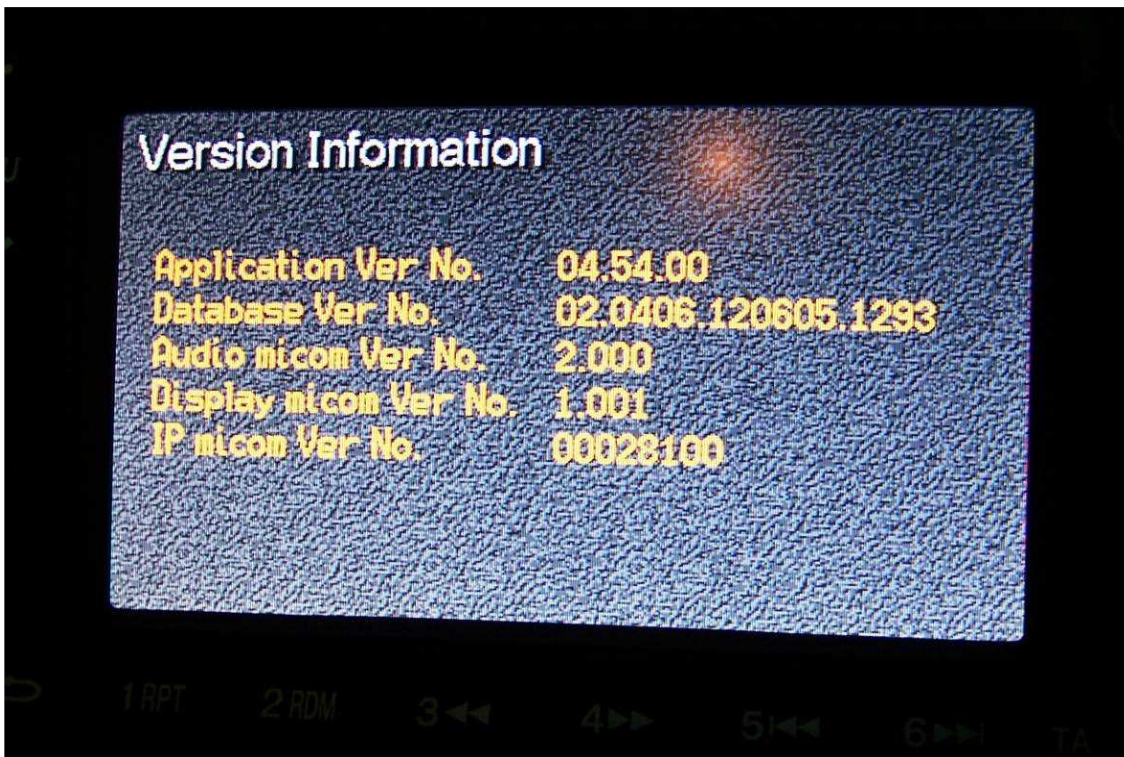 Version Information
Application Ver No. 04.54.00
Database Ver No. 02.0406.120605.1293
Audio micom Ver No. 2.000
Display micom Ver No. 1.001
IP micom Ver No. 00028100
1 RPT 2 RDM 3 ◀◀ 4 ▶▶ 5 |◀◀ 6 ▶▶| TA